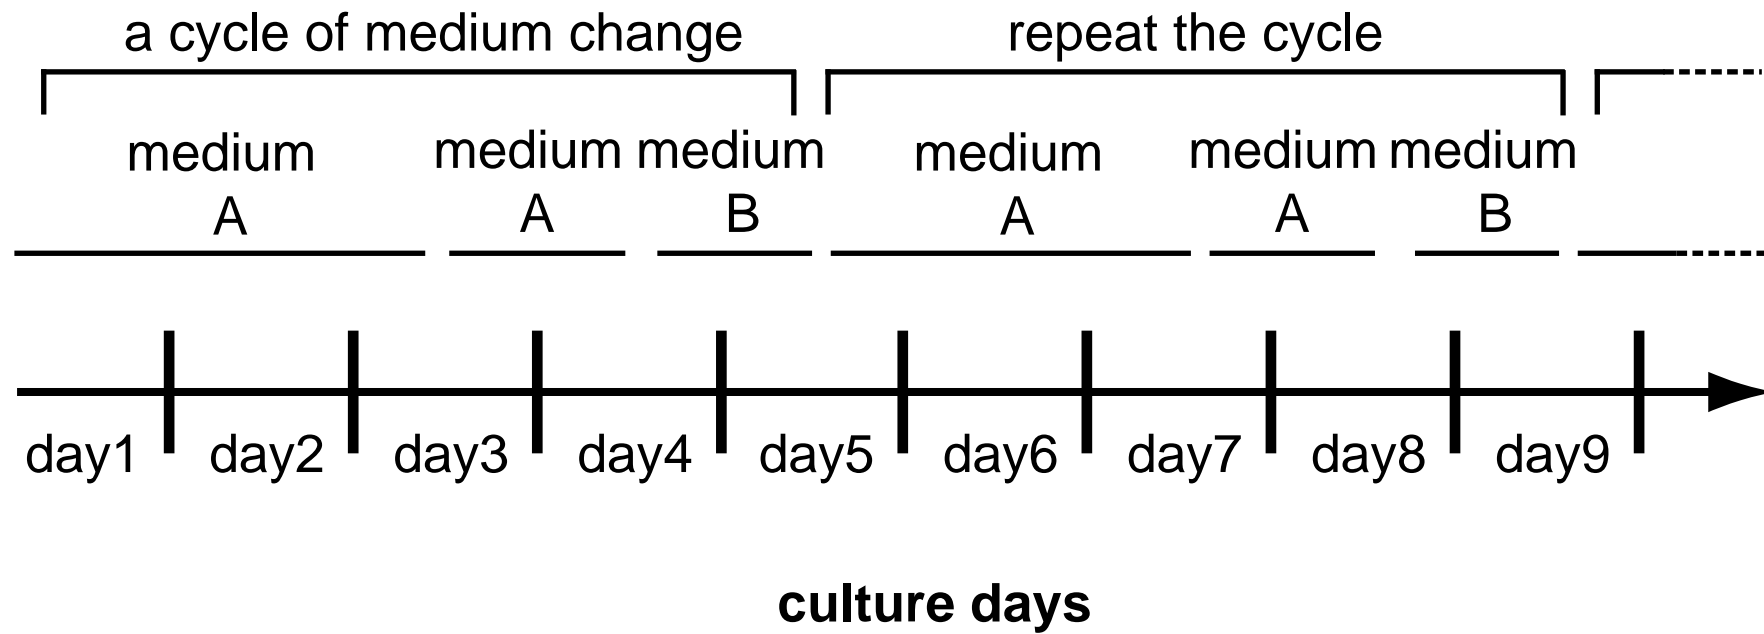 a cycle of medium change repeat the cycle
medium medium medium medium medium medium
A A B A A B
day1 day2 day3 day4 day5 day6 day7 day8 day9
culture days